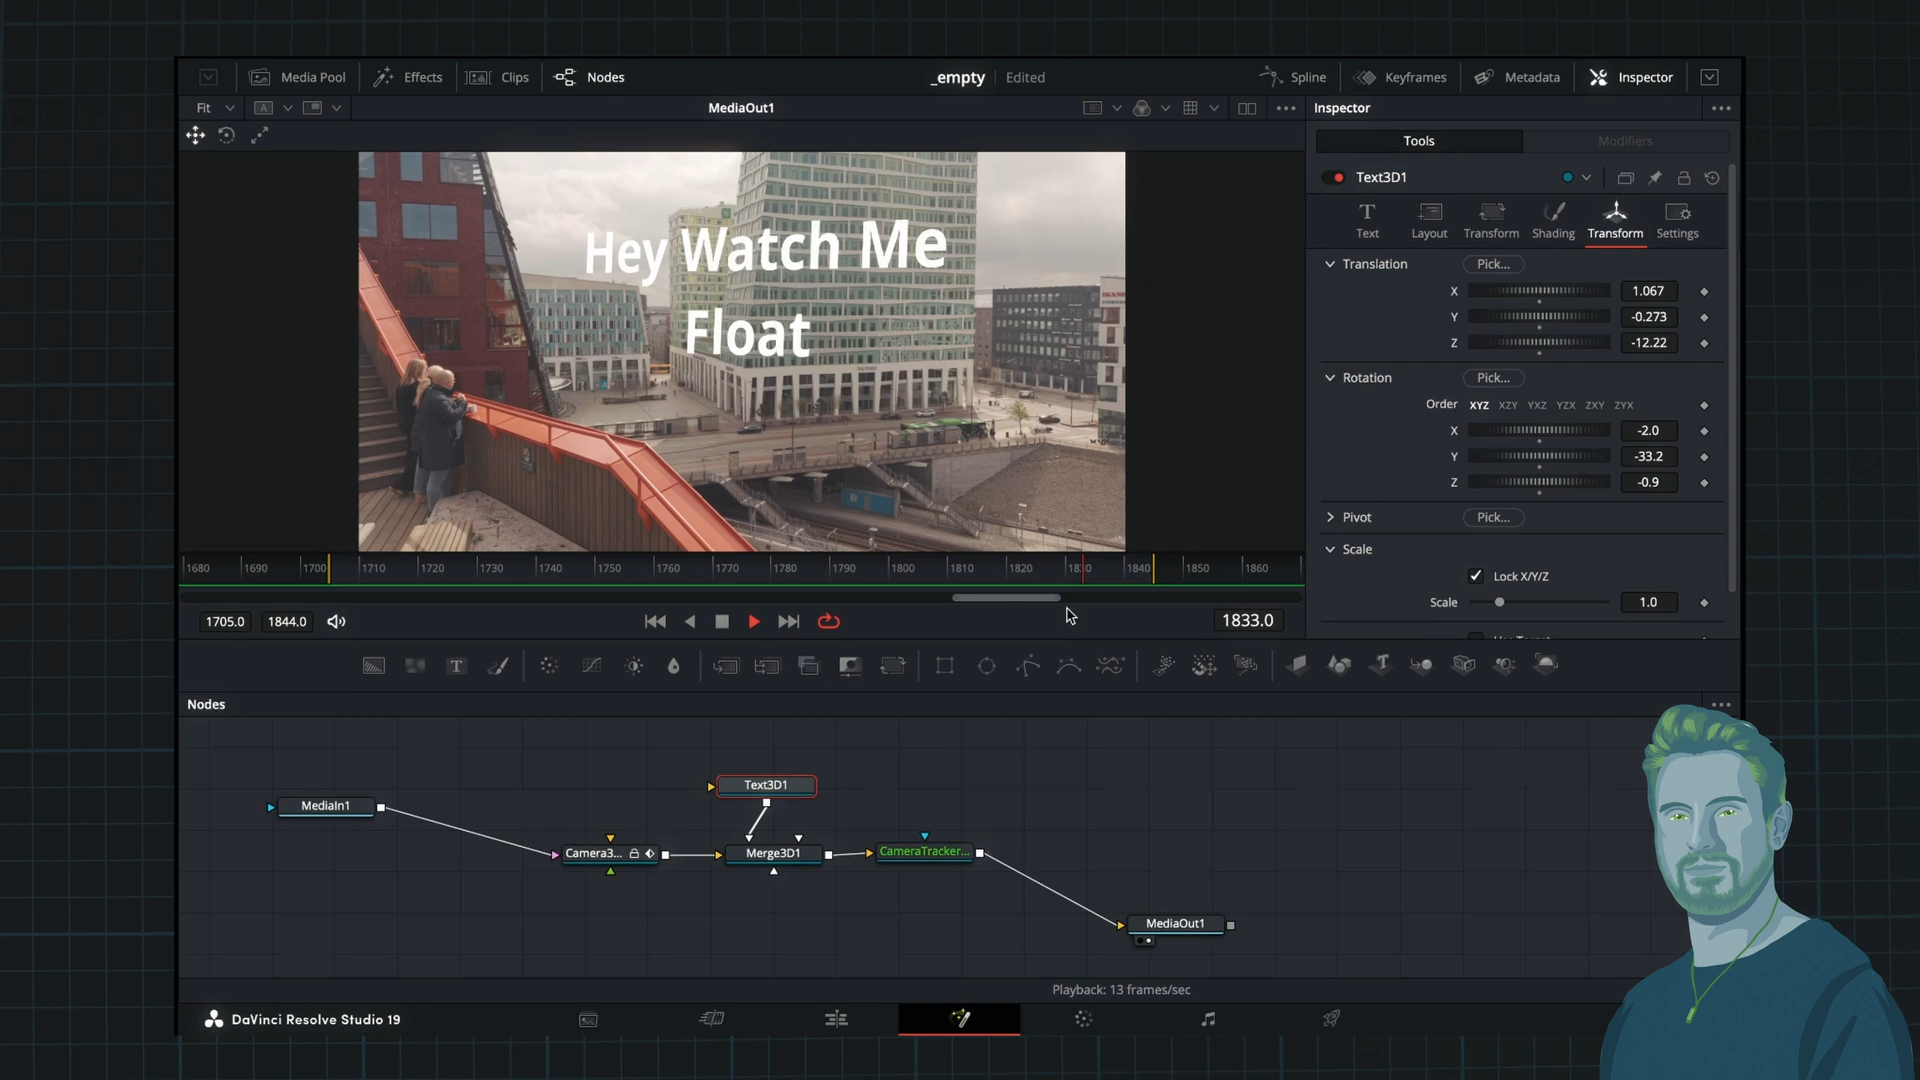 Media Pool
Effects
Clips
Nodes
_empty
Edited
Spline
Keyframes
Metadata
Inspector
Fit
A
MediaOut1
Inspector
Tools
Modifiers
Text3D1
Text
Layout
Transform
Shading
Transform
Settings
Translation
Pick...
X
1.067
Y
-0.273
Z
-12.22
Rotation
Pick...
Order XYZ XZY YXZ YZX ZXY ZYX
X
-2.0
Y
-33.2
Z
-0.9
Pivot
Pick...
Scale
Lock X/Y/Z
Scale
1.0
Hey Watch Me
Float
1680 1690 1700 1710 1720 1730 1740 1750 1760 1770 1780 1790 1800 1810 1820 1830 1840 1850 1860
1705.0
1844.0
1833.0
Nodes
Text3D1
MediaIn1
Camera3...
Merge3D1
CameraTracker...
MediaOut1
Playback: 13 frames/sec
DaVinci Resolve Studio 19